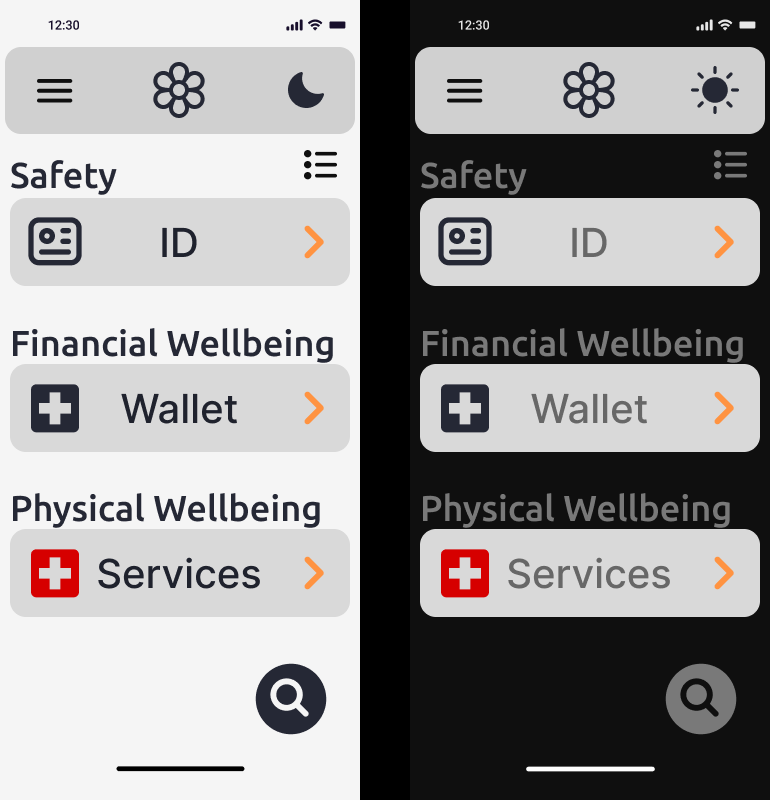 12:30
Safety
ID
Financial Wellbeing
Wallet
Physical Wellbeing
Services
12:30
Safety
ID
Financial Wellbeing
Wallet
Physical Wellbeing
Services